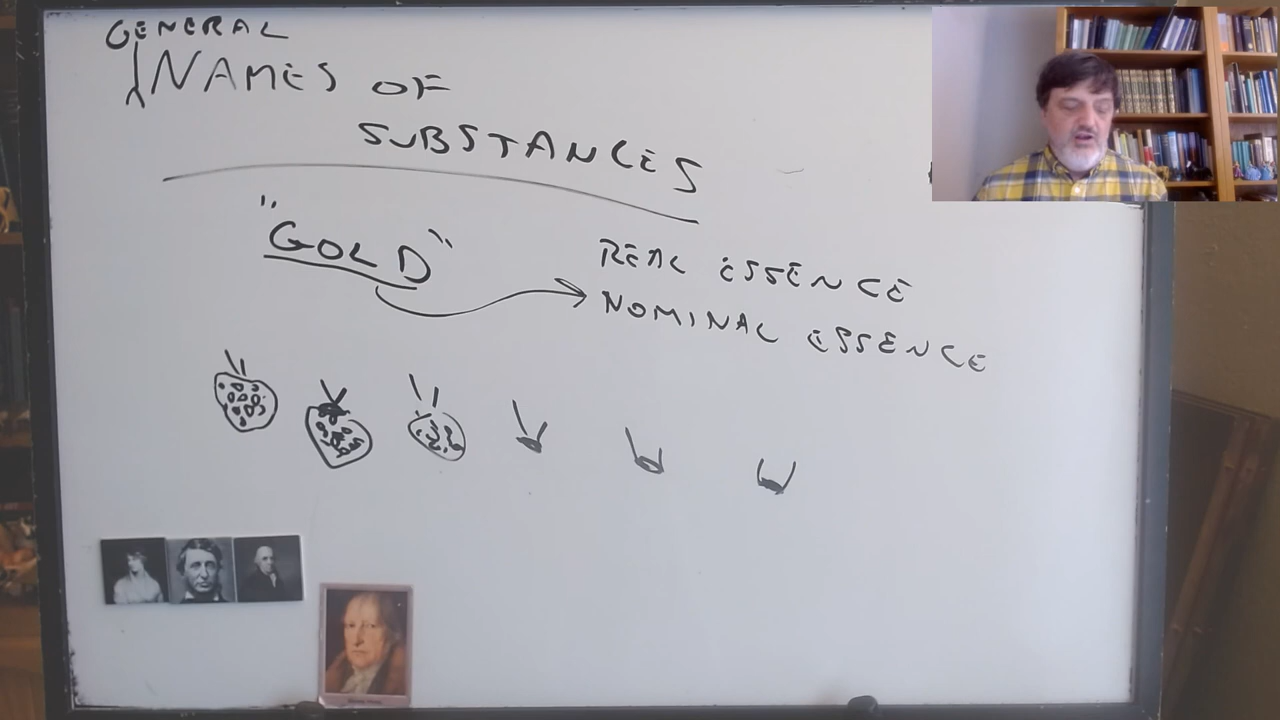 GENERAL
NAMES OF
SUBSTANCES
"GOLD"
REAL ESSENCE
NOMINAL ESSENCE